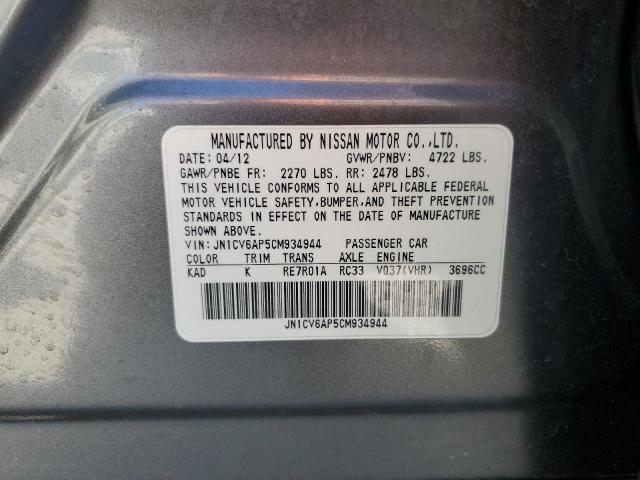 MANUFACTURED BY NISSAN MOTOR CO.,LTD.
DATE: 04/12 GVWR/PNBV: 4722 LBS.
GAWR/PNBE FR: 2270 LBS. RR: 2478 LBS.
THIS VEHICLE CONFORMS TO ALL APPLICABLE FEDERAL
MOTOR VEHICLE SAFETY,BUMPER,AND THEFT PREVENTION
STANDARDS IN EFFECT ON THE DATE OF MANUFACTURE
SHOWN ABOVE.
VIN: JN1CV6AP5CM934944 PASSENGER CAR
COLOR TRIM TRANS AXLE ENGINE
KAD K RE7R01A RC33 VQ37(VHR) 3696CC
JN1CV6AP5CM934944